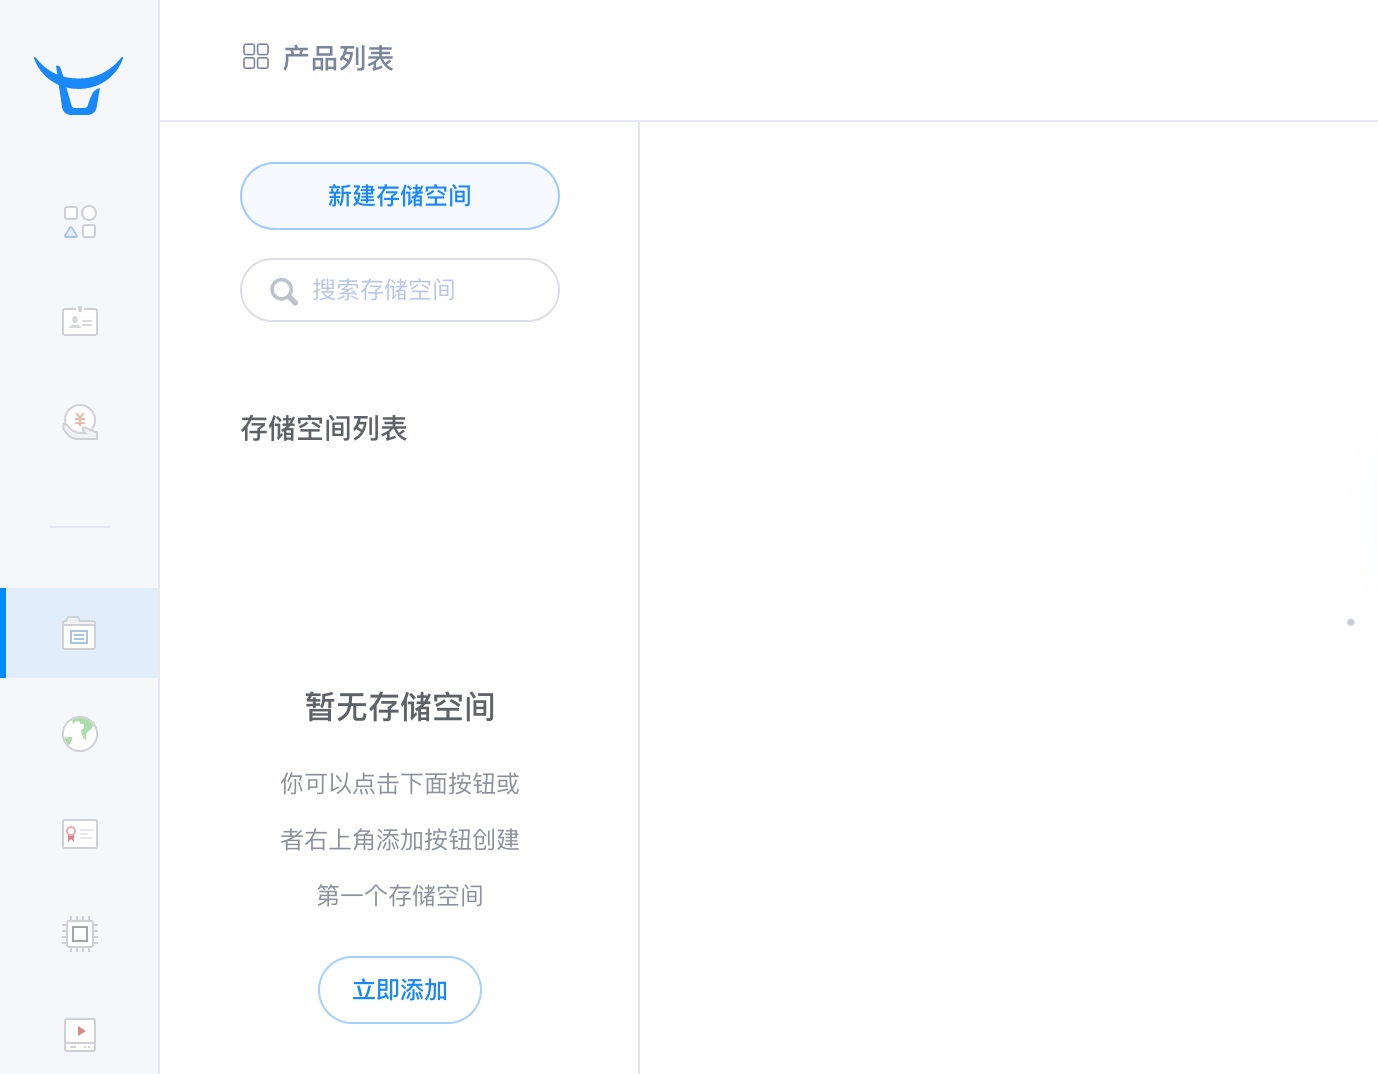 产品列表
新建存储空间
搜索存储空间
存储空间列表
暂无存储空间
你可以点击下面按钮或
者右上角添加按钮创建
第一个存储空间
立即添加